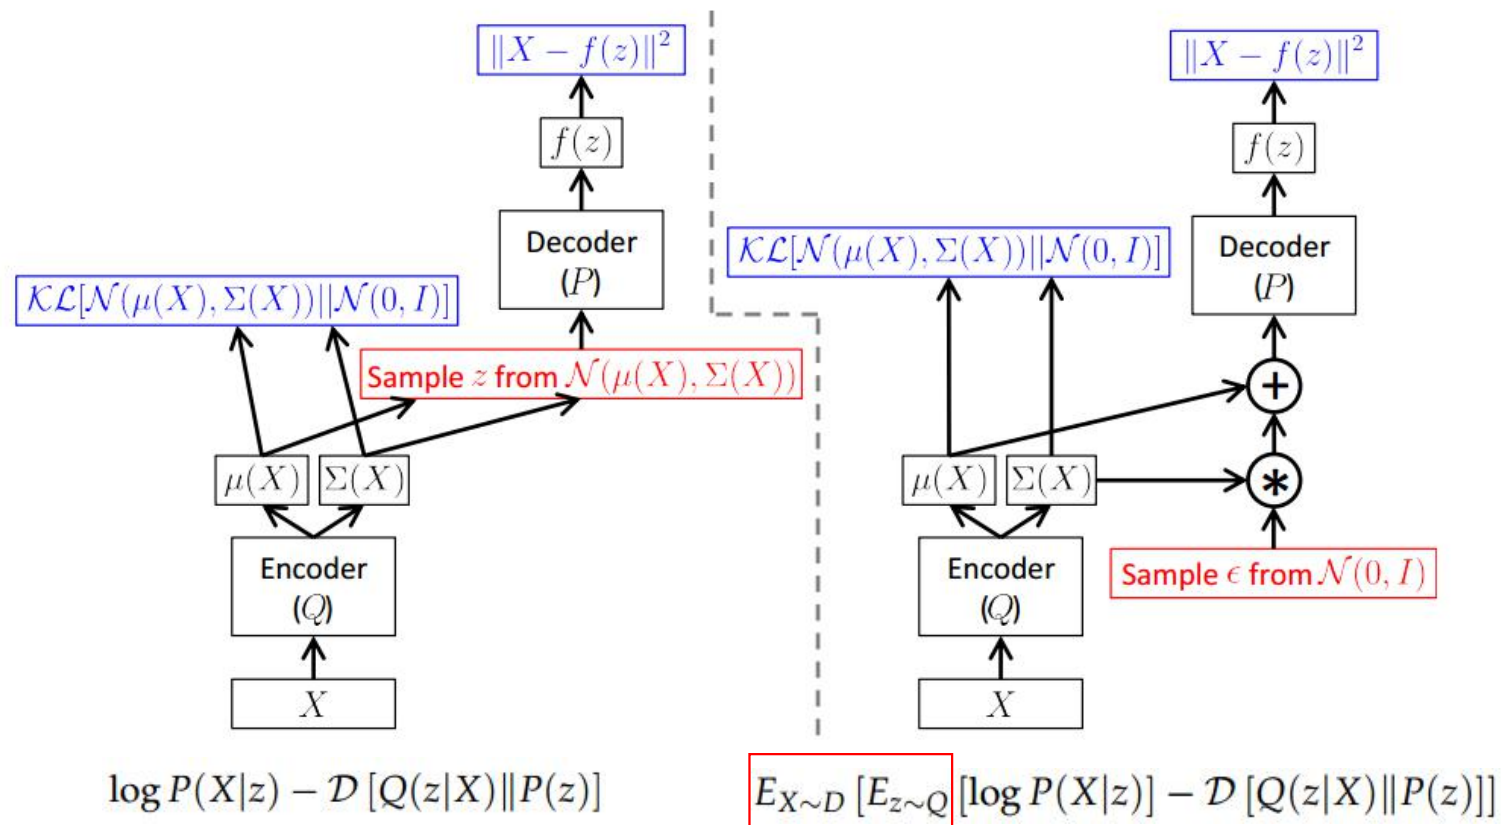 ‖X − f(z)‖²
f(z)
Decoder
(P)
𝒦ℒ[𝒩(μ(X), Σ(X))||𝒩(0, I)]
Sample z from 𝒩(μ(X), Σ(X))
μ(X)
Σ(X)
Encoder
(Q)
X
log P(X|z) − 𝒟 [Q(z|X)‖P(z)]
‖X − f(z)‖²
f(z)
Decoder
(P)
𝒦ℒ[𝒩(μ(X), Σ(X))||𝒩(0, I)]
+
μ(X)
Σ(X)
*
Sample ϵ from 𝒩(0, I)
Encoder
(Q)
X
E_{X∼D} [E_{z∼Q} [log P(X|z)] − 𝒟 [Q(z|X)‖P(z)]]